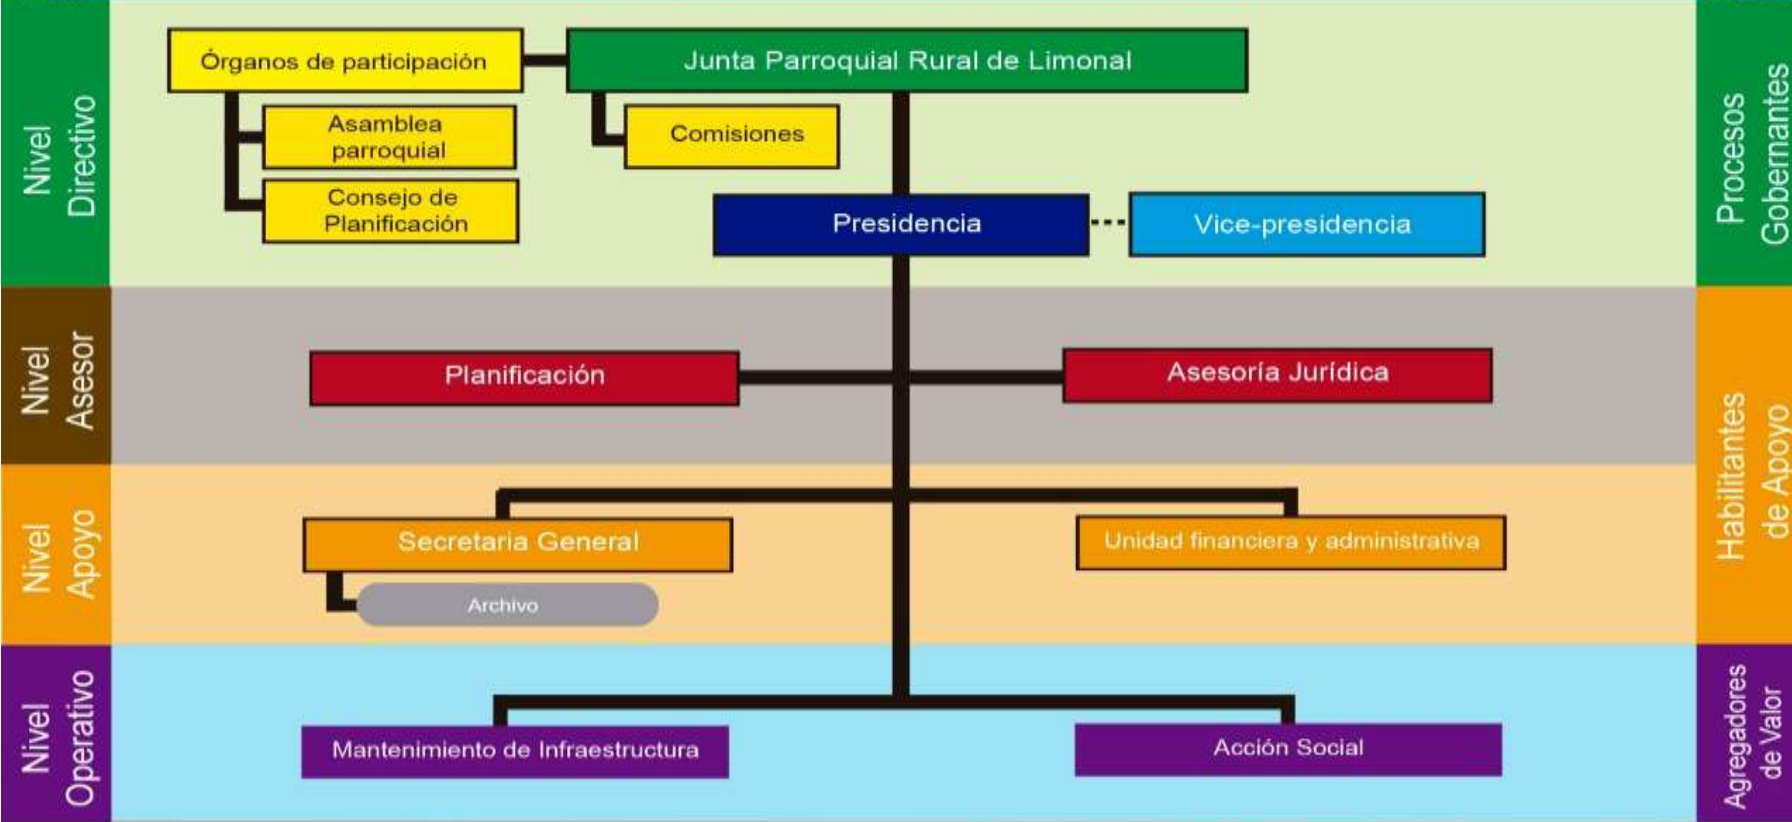 Nivel
Directivo
Órganos de participación
Junta Parroquial Rural de Limonal
Asamblea
parroquial
Comisiones
Consejo de
Planificación
Presidencia
Vice-presidencia
Procesos
Gobernantes
Nivel
Asesor
Planificación
Asesoría Jurídica
Habilitantes
de Apoyo
Nivel
Apoyo
Secretaria General
Unidad financiera y administrativa
Archivo
Nivel
Operativo
Mantenimiento de Infraestructura
Acción Social
Agregadores
de Valor